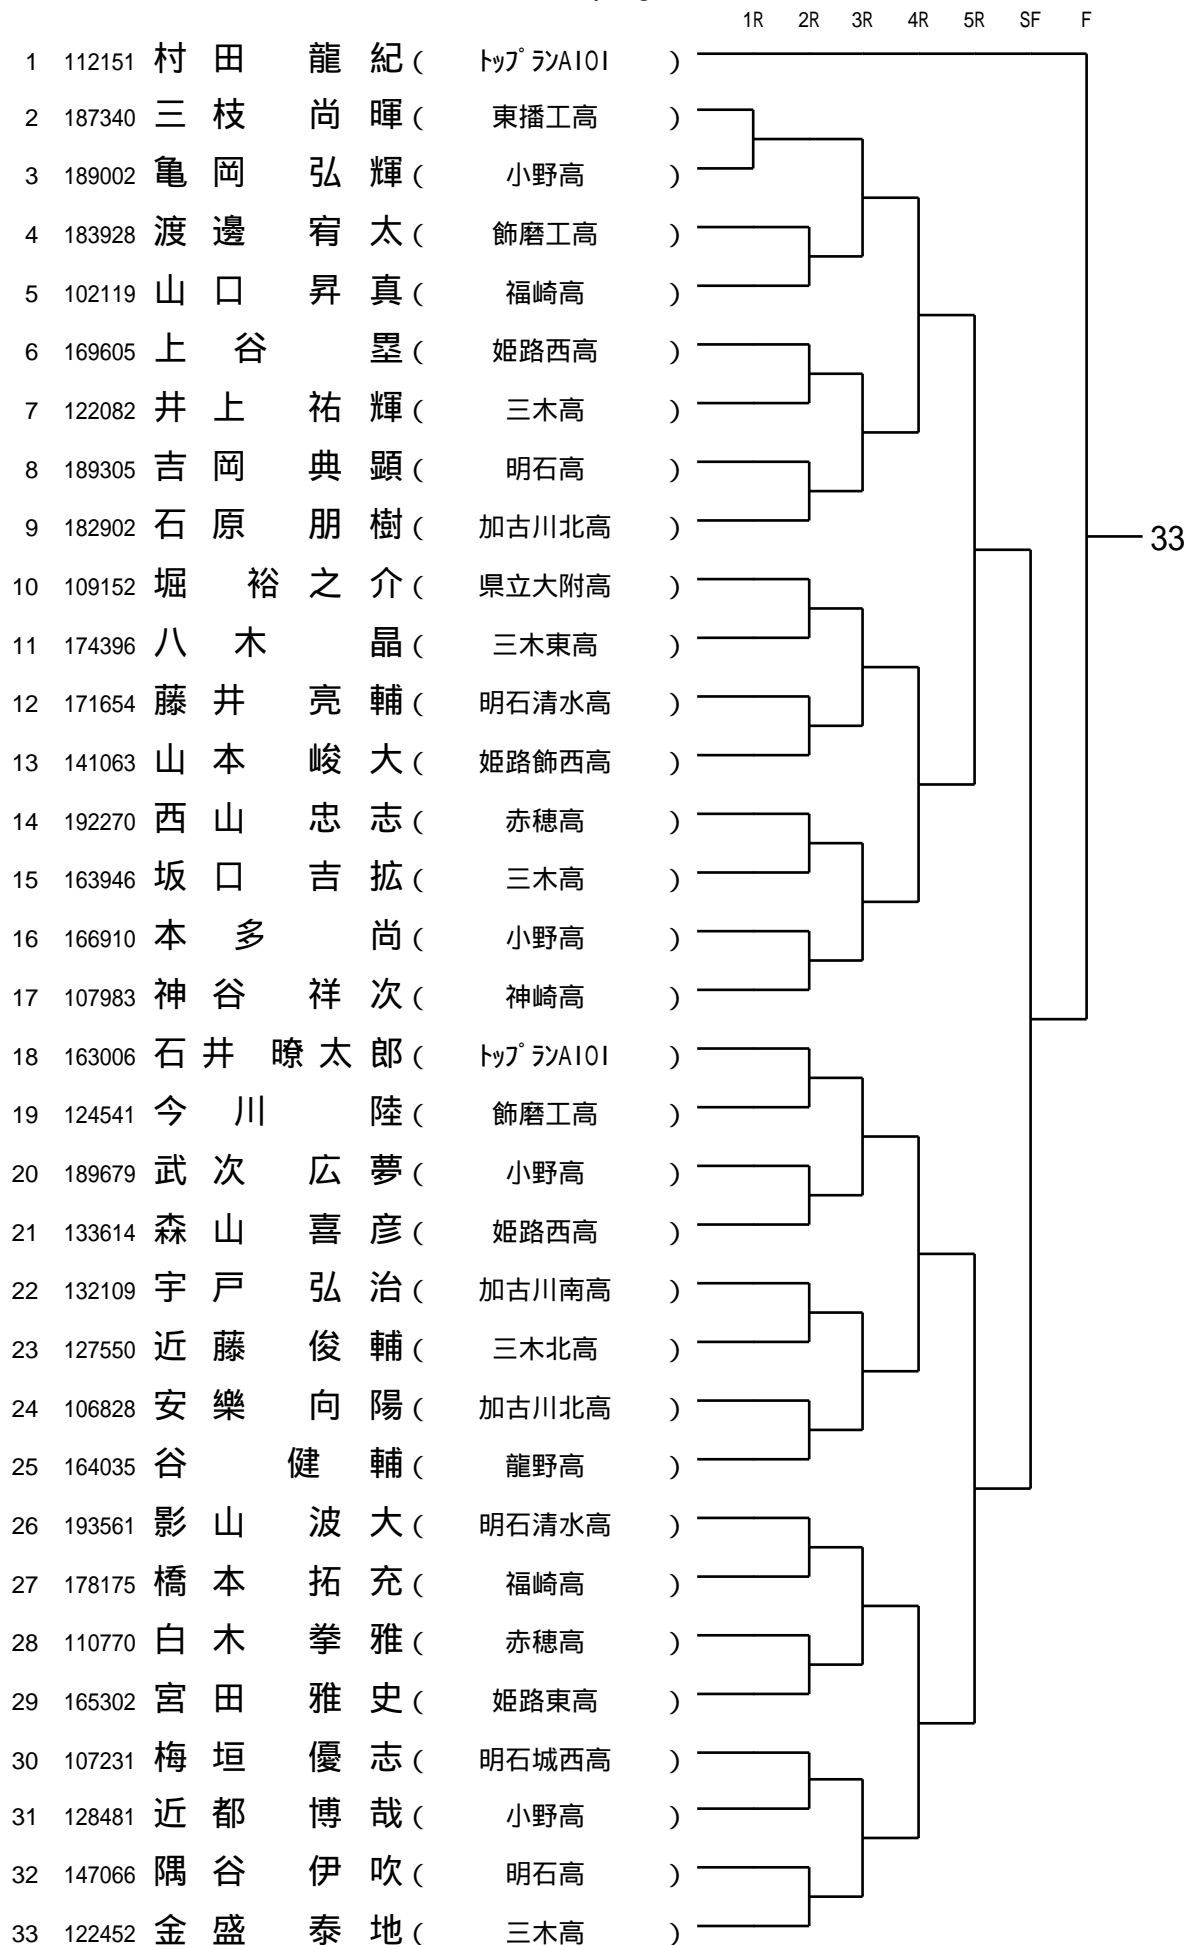 1R 2R 3R 4R 5R SF F
1 112151 村田 龍紀 ( ﾄｯﾌﾟﾗﾝAIOI )
2 187340 三枝 尚暉 ( 東播工高 )
3 189002 亀岡 弘輝 ( 小野高 )
4 183928 渡邊 宥太 ( 飾磨工高 )
5 102119 山口 昇真 ( 福崎高 )
6 169605 上谷 塁 ( 姫路西高 )
7 122082 井上 祐輝 ( 三木高 )
8 189305 吉岡 典顕 ( 明石高 )
9 182902 石原 朋樹 ( 加古川北高 )
33
10 109152 堀 裕之介 ( 県立大附高 )
11 174396 八木 晶 ( 三木東高 )
12 171654 藤井 亮輔 ( 明石清水高 )
13 141063 山本 峻大 ( 姫路飾西高 )
14 192270 西山 忠志 ( 赤穂高 )
15 163946 坂口 吉拡 ( 三木高 )
16 166910 本多 尚 ( 小野高 )
17 107983 神谷 祥次 ( 神崎高 )
18 163006 石井 暸太郎 ( ﾄｯﾌﾟﾗﾝAIOI )
19 124541 今川 陸 ( 飾磨工高 )
20 189679 武次 広夢 ( 小野高 )
21 133614 森山 喜彦 ( 姫路西高 )
22 132109 宇戸 弘治 ( 加古川南高 )
23 127550 近藤 俊輔 ( 三木北高 )
24 106828 安樂 向陽 ( 加古川北高 )
25 164035 谷 健輔 ( 龍野高 )
26 193561 影山 波大 ( 明石清水高 )
27 178175 橋本 拓充 ( 福崎高 )
28 110770 白木 拳雅 ( 赤穂高 )
29 165302 宮田 雅史 ( 姫路東高 )
30 107231 梅垣 優志 ( 明石城西高 )
31 128481 近都 博哉 ( 小野高 )
32 147066 隅谷 伊吹 ( 明石高 )
33 122452 金盛 泰地 ( 三木高 )